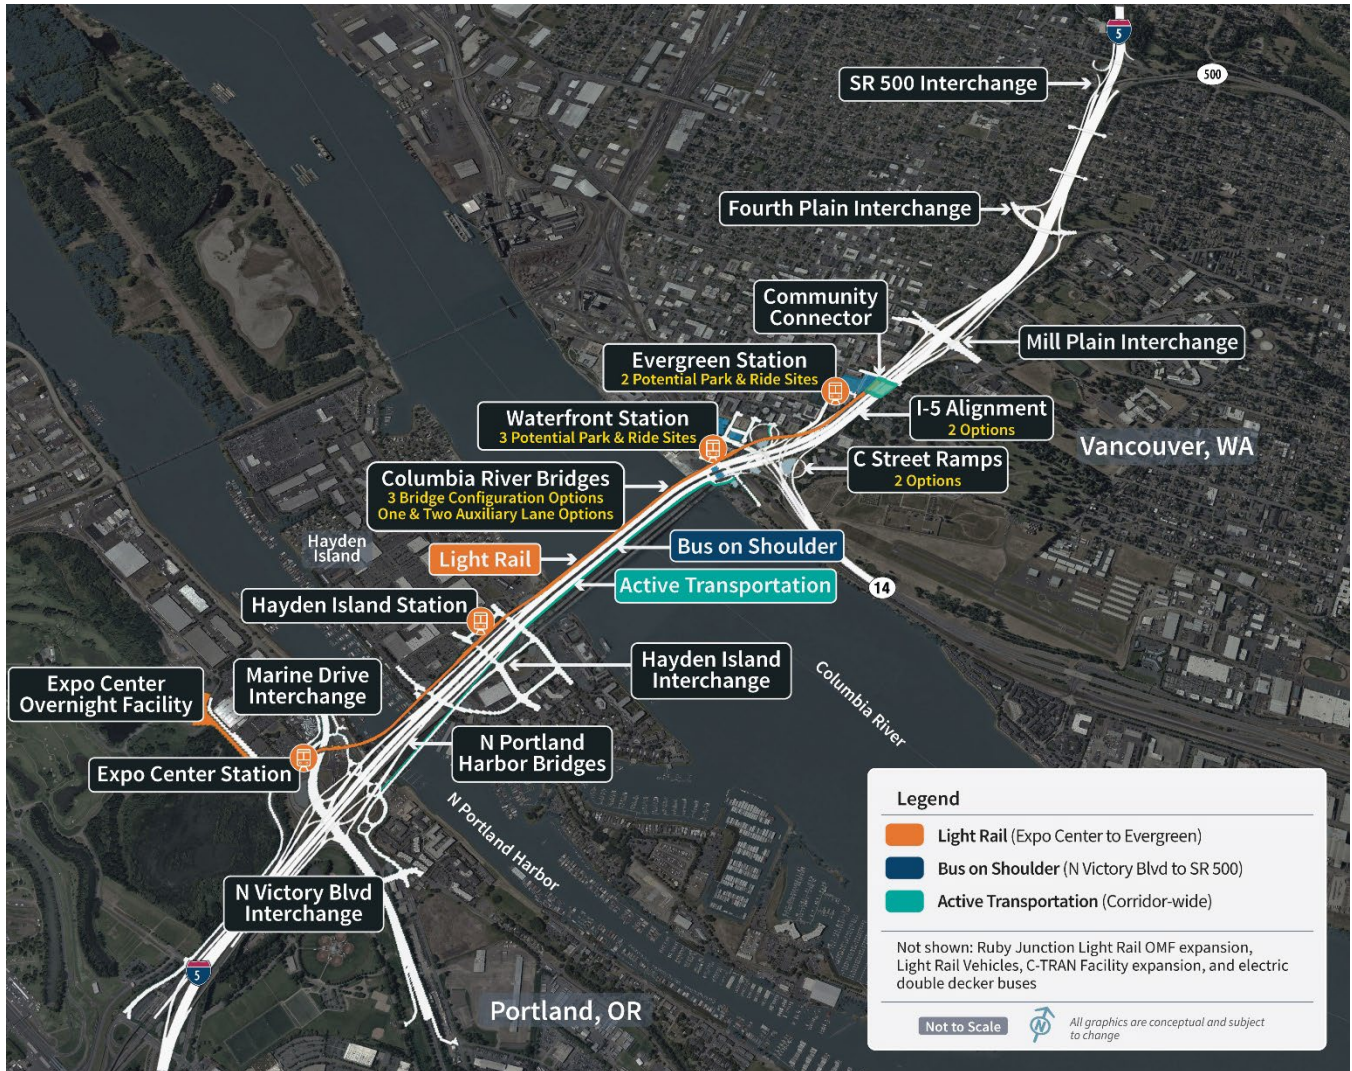 5
SR 500 Interchange
500
Fourth Plain Interchange
Community
Connector
Mill Plain Interchange
Evergreen Station
2 Potential Park & Ride Sites
I-5 Alignment
2 Options
Waterfront Station
3 Potential Park & Ride Sites
Vancouver, WA
C Street Ramps
2 Options
Columbia River Bridges
3 Bridge Configuration Options
One & Two Auxiliary Lane Options
Hayden
Island
Light Rail
Bus on Shoulder
Active Transportation
14
Hayden Island Station
Hayden Island
Interchange
Marine Drive
Interchange
Expo Center
Overnight Facility
Columbia River
N Portland
Harbor Bridges
Expo Center Station
N Portland Harbor
N Victory Blvd
Interchange
5
Portland, OR
Legend
Light Rail (Expo Center to Evergreen)
Bus on Shoulder (N Victory Blvd to SR 500)
Active Transportation (Corridor-wide)
Not shown: Ruby Junction Light Rail OMF expansion,
Light Rail Vehicles, C-TRAN Facility expansion, and electric
double decker buses
Not to Scale
N
All graphics are conceptual and subject
to change